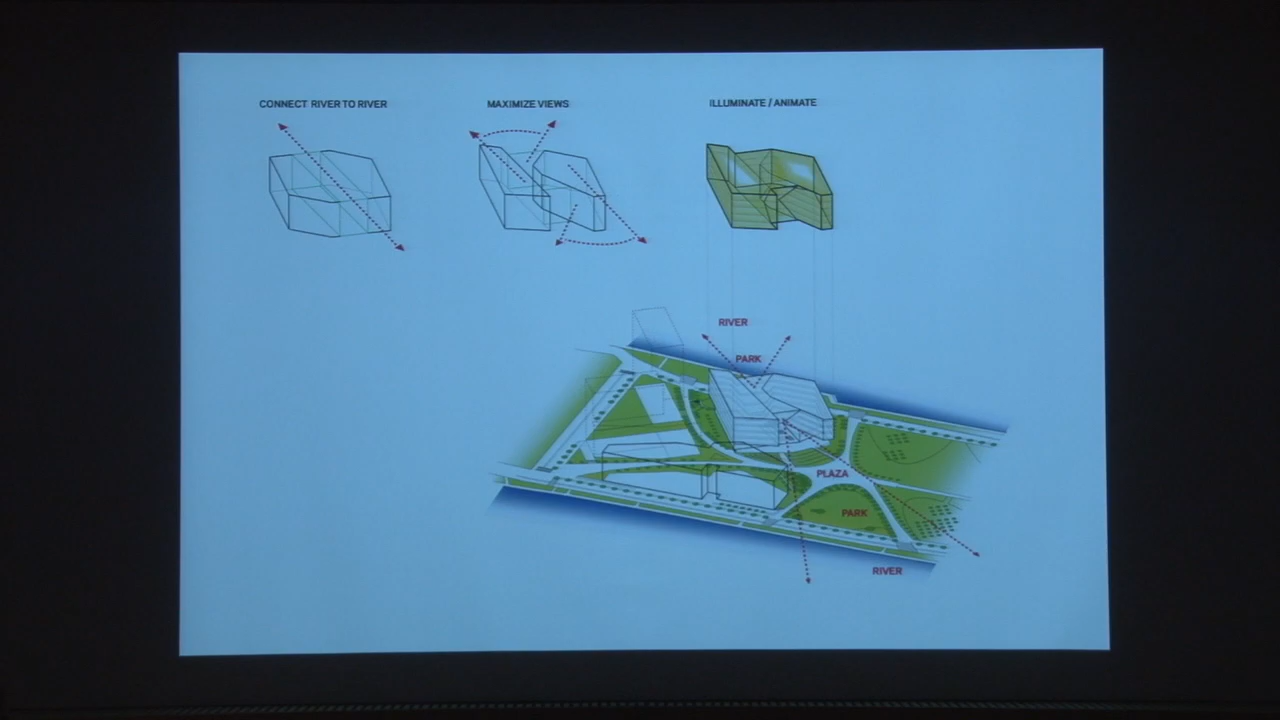 CONNECT RIVER TO RIVER
MAXIMIZE VIEWS
ILLUMINATE / ANIMATE
RIVER
PARK
PLAZA
PARK
RIVER